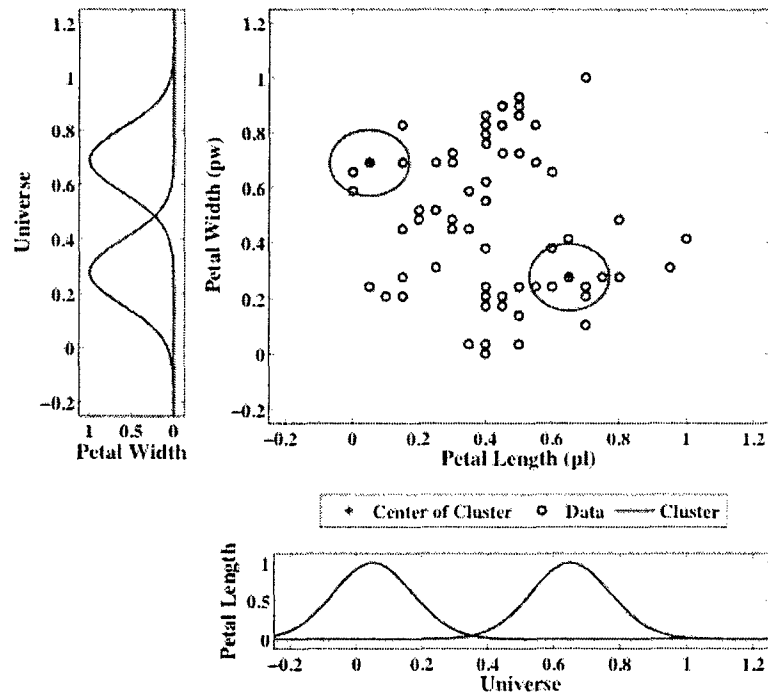 1.2
1
0.8
0.6
0.4
0.2
0
−0.2
Universe
1 0.5 0
Petal Width
1.2
1
0.8
0.6
0.4
0.2
0
−0.2
Petal Width (pw)
−0.2 0 0.2 0.4 0.6 0.8 1 1.2
Petal Length (pl)
Center of Cluster Data Cluster
Petal Length
1
0.5
0
−0.2 0 0.2 0.4 0.6 0.8 1 1.2
Universe